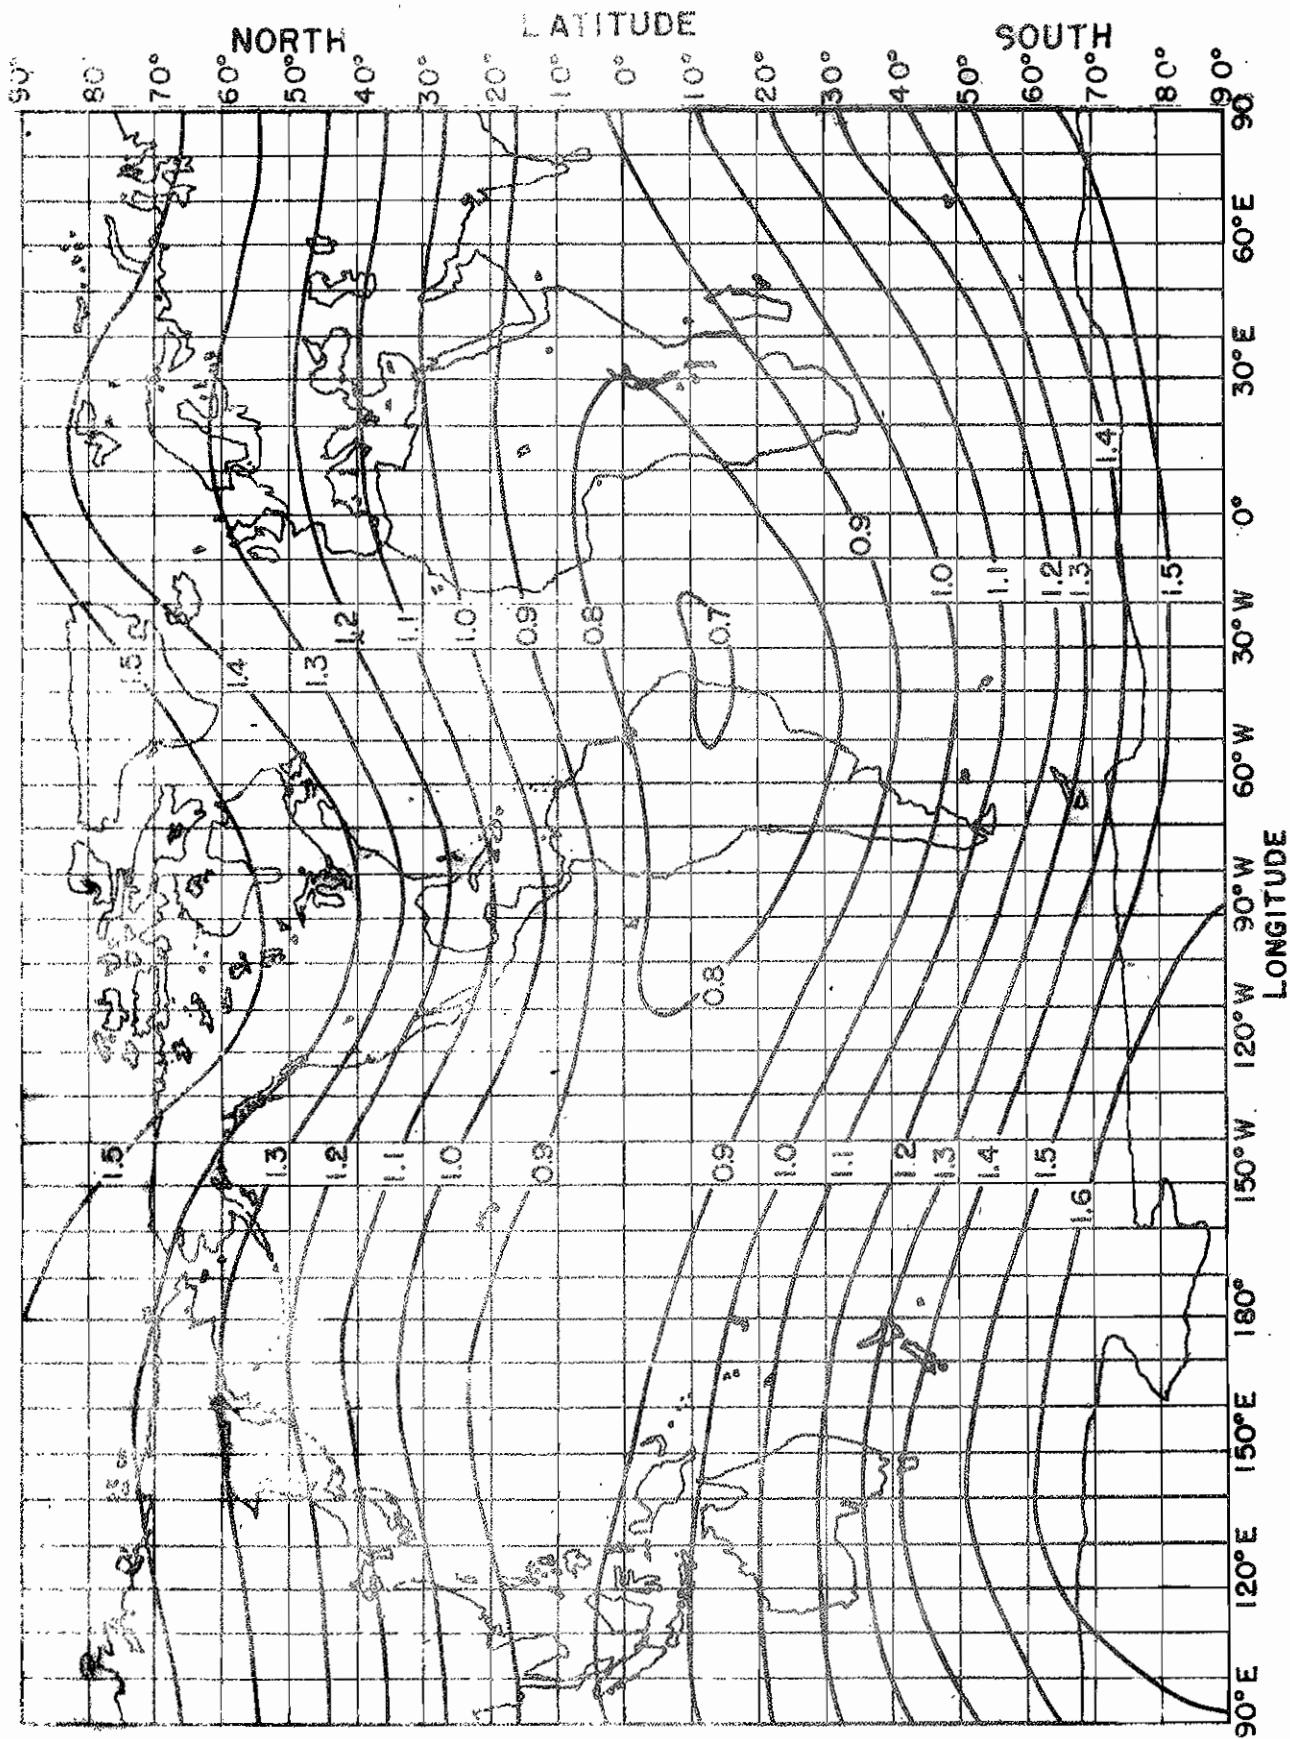 NORTH LATITUDE SOUTH
90° 80° 70° 60° 50° 40° 30° 20° 10° 0° 10° 20° 30° 40° 50° 60° 70° 80° 90°
90
60°E
30°E
1.4
0°
0.9
1.0 1.1 1.2 1.3 1.5
1.2 1.1 1.0 0.9 0.8 0.7
1.5 1.4 1.3
30°W
60°W
90°W
0.8
120°W
1.5 1.3 1.2 1.1 1.0 0.9 0.9 1.0 1.1 1.2 1.3 1.4 1.5
150°W
1.6
180°
150°E
120°E
90°E
LONGITUDE